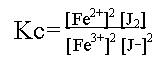 Kc= [Fe²⁺]² [J₂]
[Fe³⁺]² [J⁻]²